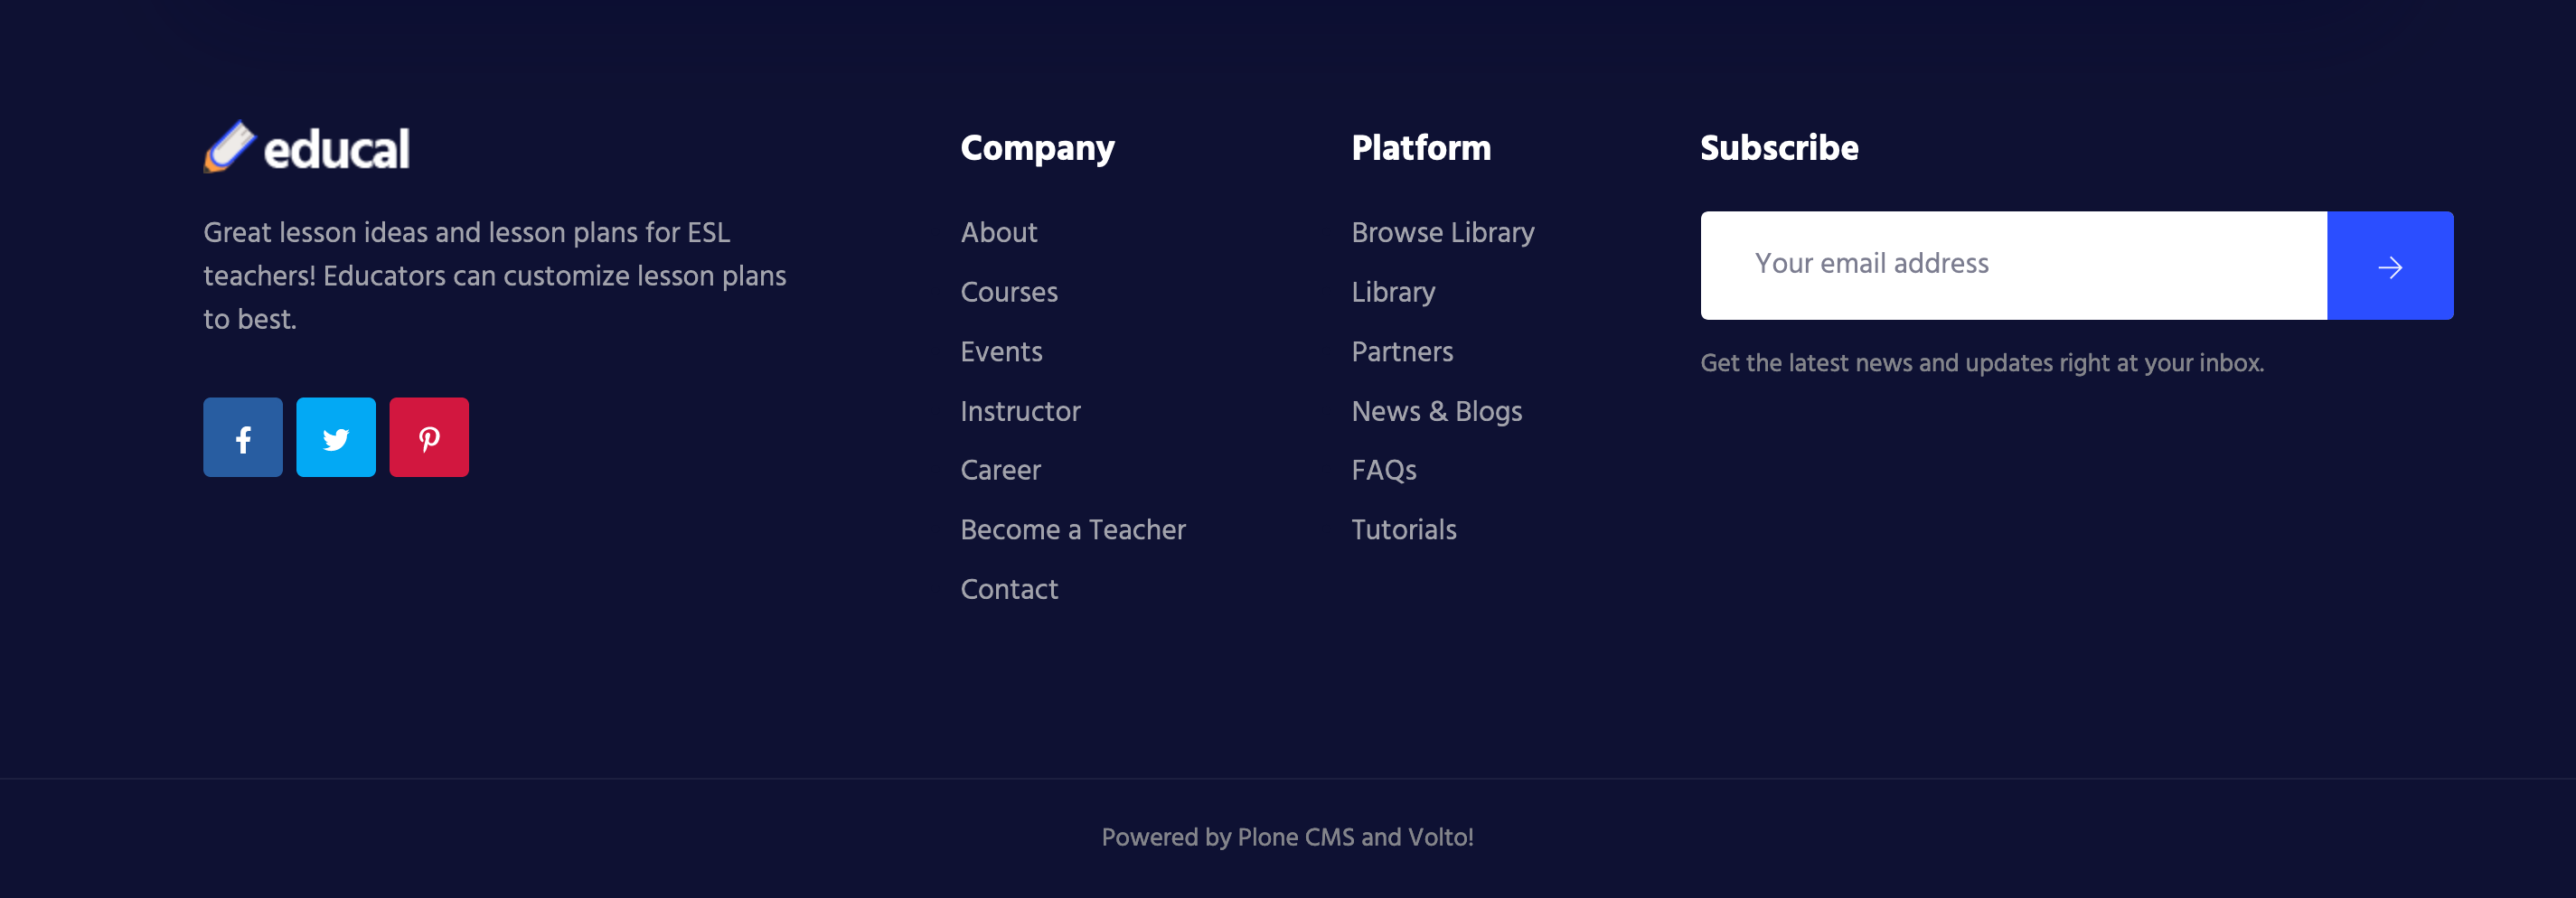 educal
Great lesson ideas and lesson plans for ESL
teachers! Educators can customize lesson plans
to best.
Company
About
Courses
Events
Instructor
Career
Become a Teacher
Contact
Platform
Browse Library
Library
Partners
News & Blogs
FAQs
Tutorials
Subscribe
Your email address
Get the latest news and updates right at your inbox.
Powered by Plone CMS and Volto!